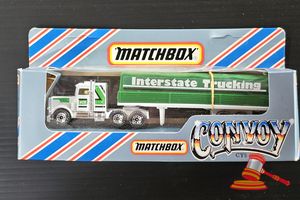 MATCHBOX
Interstate Trucking
CONVOY
MATCHBOX